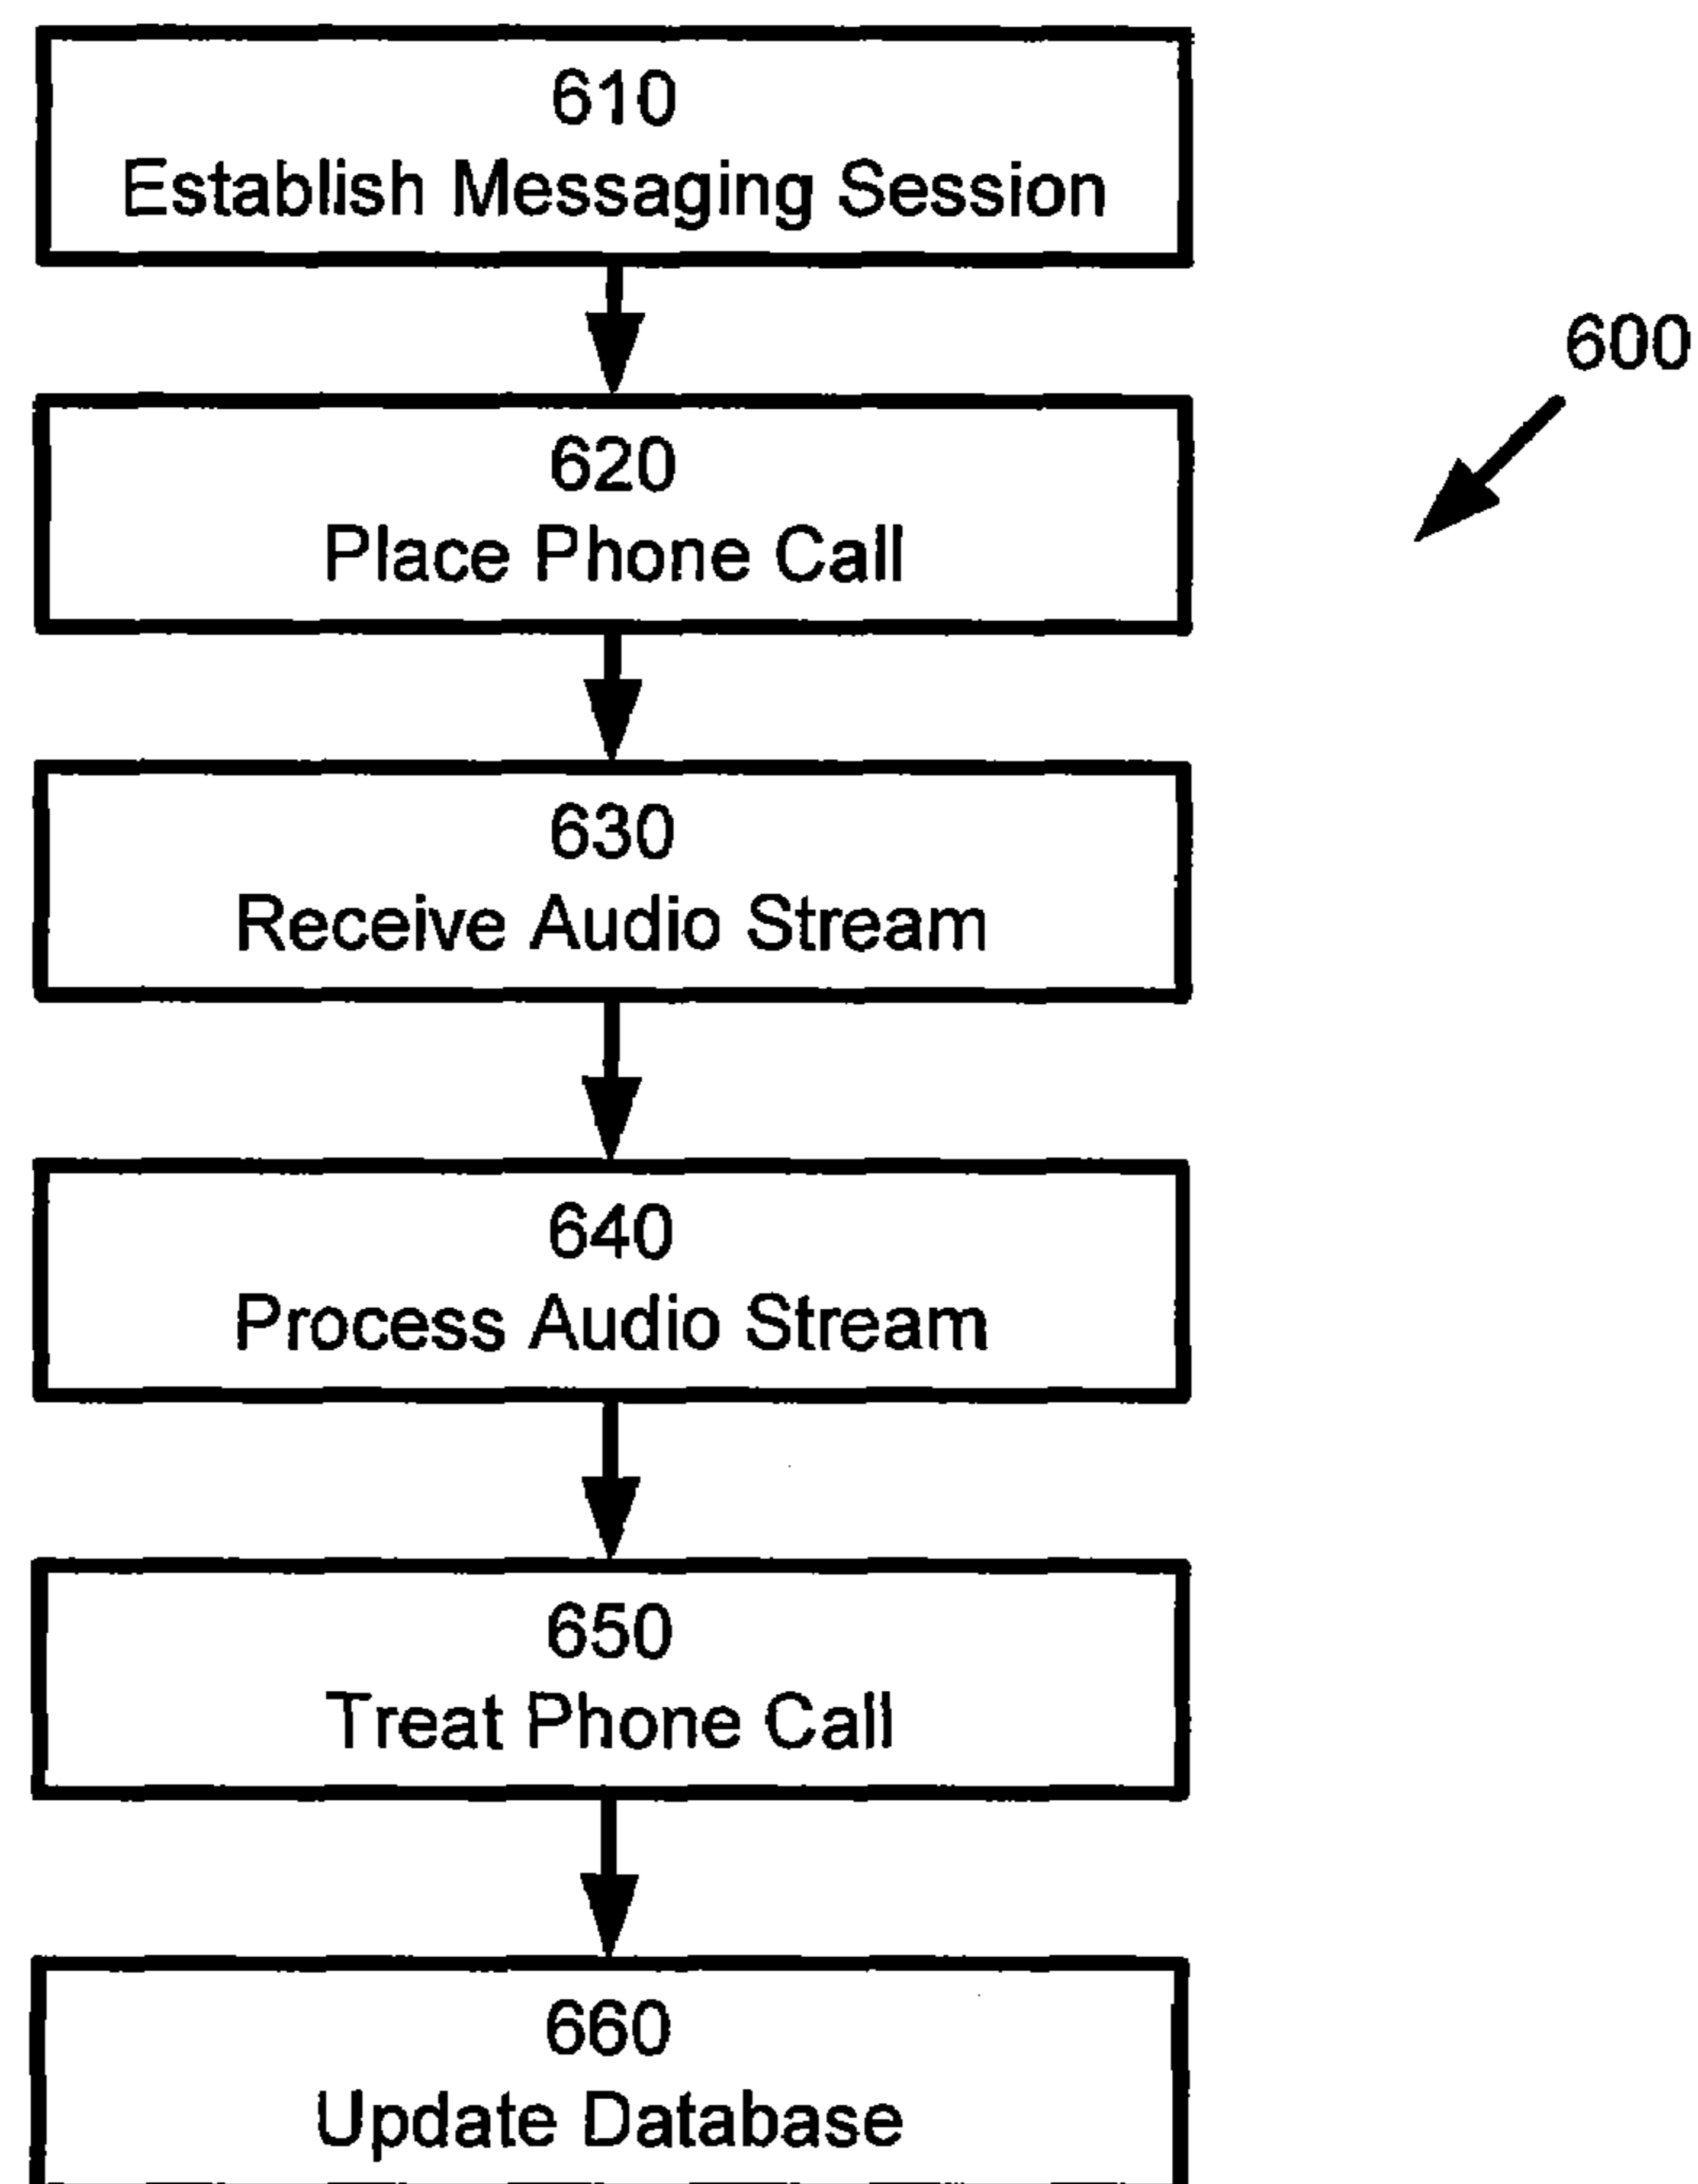 610
Establish Messaging Session
600
620
Place Phone Call
630
Receive Audio Stream
640
Process Audio Stream
650
Treat Phone Call
660
Update Database